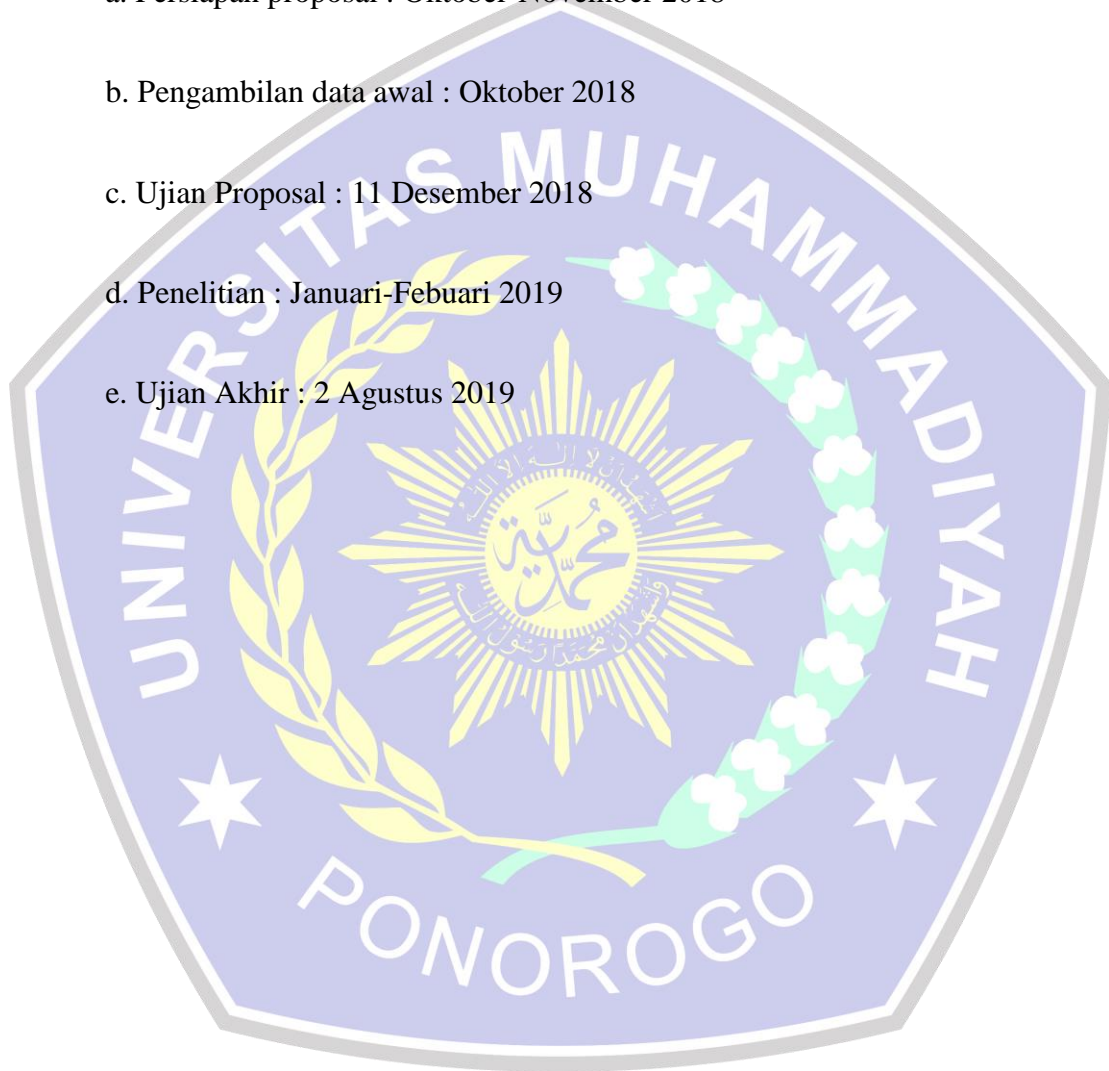 a. Persiapan proposal : Oktober-November 2018
b. Pengambilan data awal : Oktober 2018
c. Ujian Proposal : 11 Desember 2018
d. Penelitian : Januari-Febuari 2019
e. Ujian Akhir : 2 Agustus 2019
UNIVERSITAS MUHAMMADIYAH
PONOROGO
محمدية